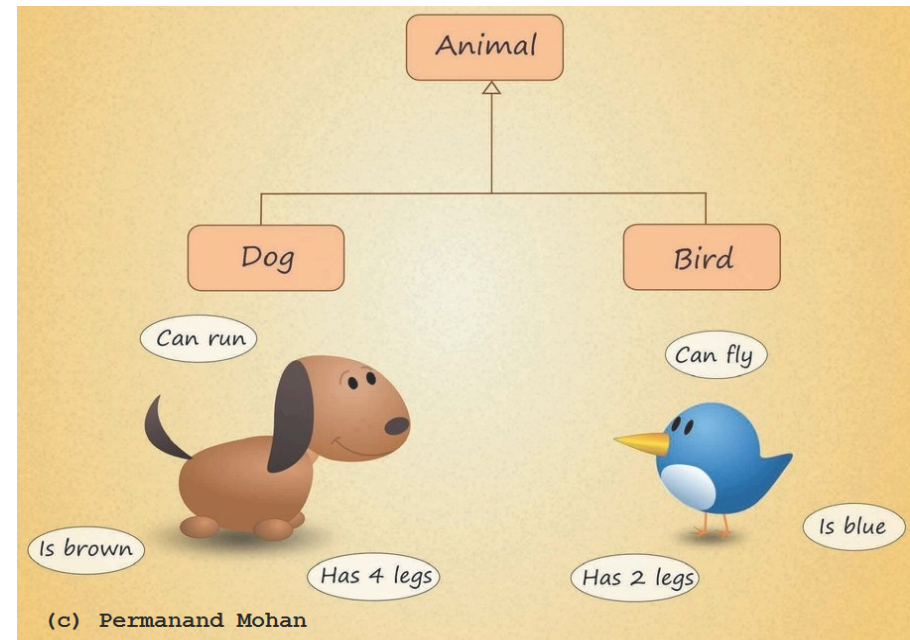 Animal
Dog
Bird
Can run
Can fly
Is brown
Has 4 legs
Has 2 legs
Is blue
(c) Permanand Mohan